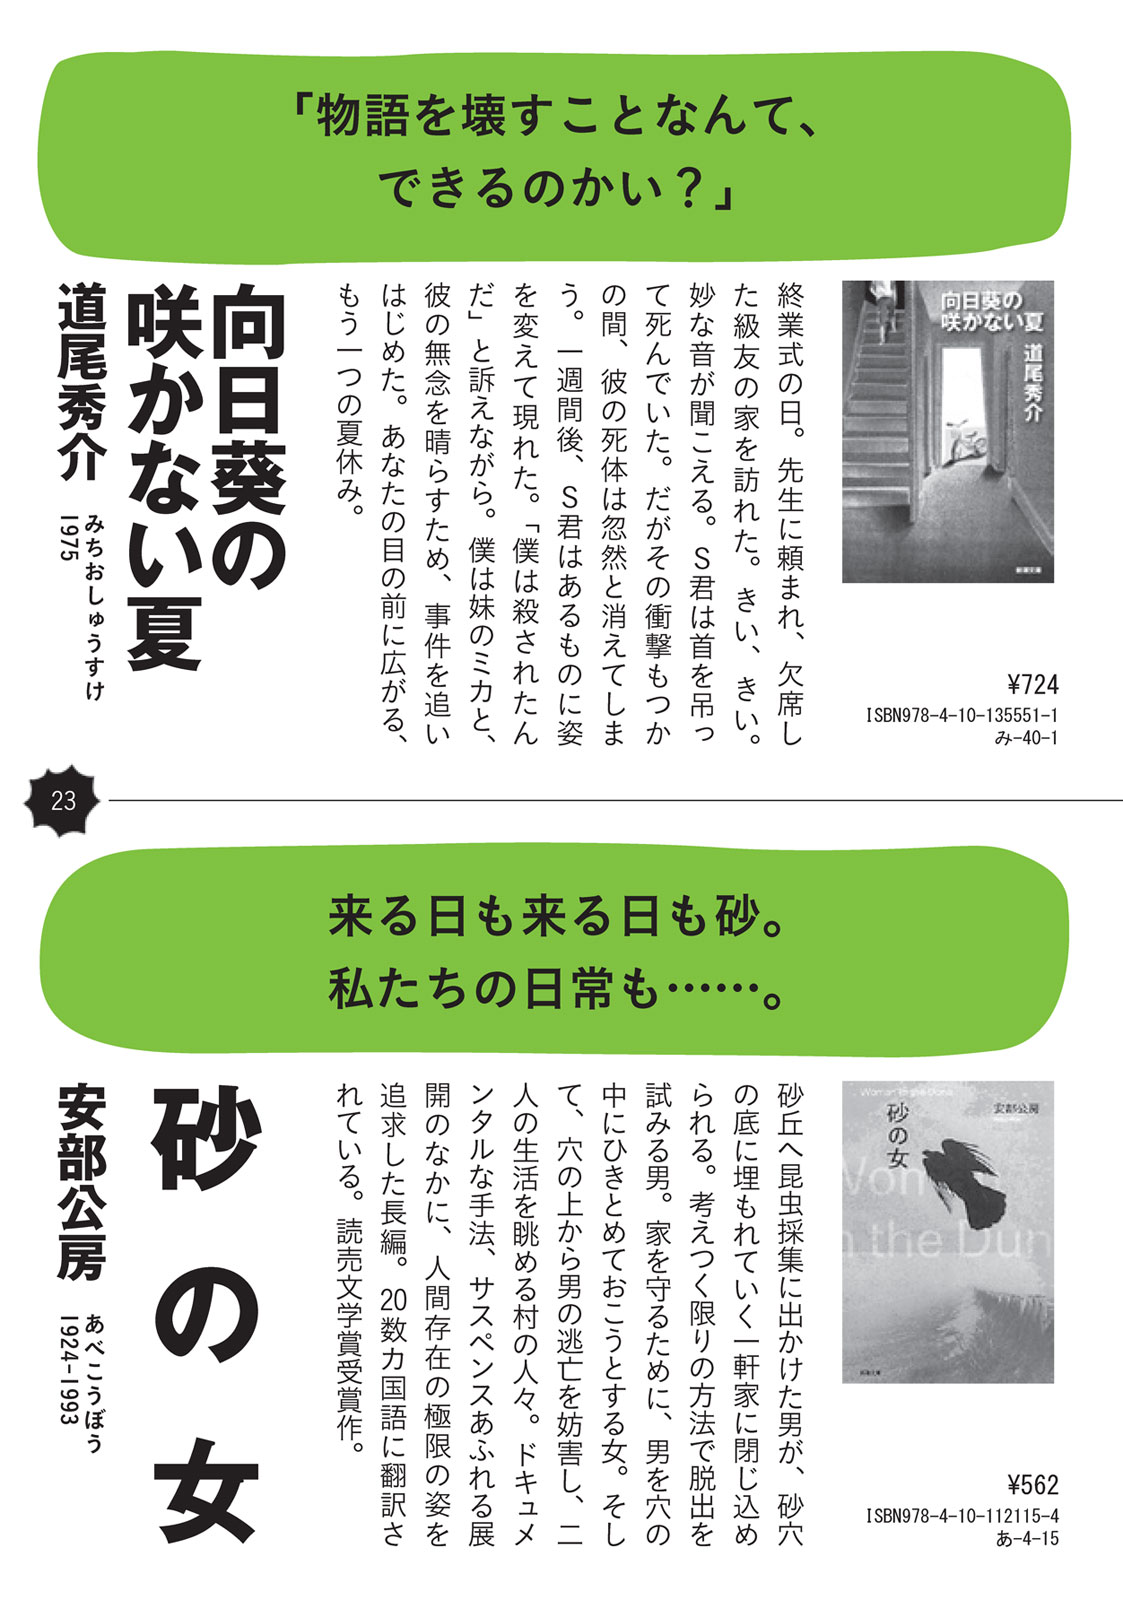 「物語を壊すことなんて、
できるのかい？」
向日葵の
咲かない夏
道尾秀介
新潮文庫
¥724
ISBN978-4-10-135551-1
み-40-1
終業式の日。先生に頼まれ、欠席し
た級友の家を訪れた。きい、きい。
妙な音が聞こえる。S君は首を吊っ
て死んでいた。だがその衝撃もつか
の間、彼の死体は忽然と消えてしま
う。一週間後、S君はあるものに姿
を変えて現れた。「僕は殺されたん
だ」と訴えながら。僕は妹のミカと、
彼の無念を晴らすため、事件を追い
はじめた。あなたの目の前に広がる、
もう一つの夏休み。
向日葵の
咲かない夏
道尾秀介
みちおしゅうすけ
1975
23
来る日も来る日も砂。
私たちの日常も……。
Woman in the Dunes
砂の女
安部公房
Wom
n the Dun
新潮文庫
¥562
ISBN978-4-10-112115-4
あ-4-15
砂丘へ昆虫採集に出かけた男が、砂穴
の底に埋もれていく一軒家に閉じ込め
られる。考えつく限りの方法で脱出を
試みる男。家を守るために、男を穴の
中にひきとめておこうとする女。そし
て、穴の上から男の逃亡を妨害し、二
人の生活を眺める村の人々。ドキュメ
ンタルな手法、サスペンスあふれる展
開のなかに、人間存在の極限の姿を
追求した長編。20数カ国語に翻訳さ
れている。読売文学賞受賞作。
砂の女
安部公房
あべこうぼう
1924-1993